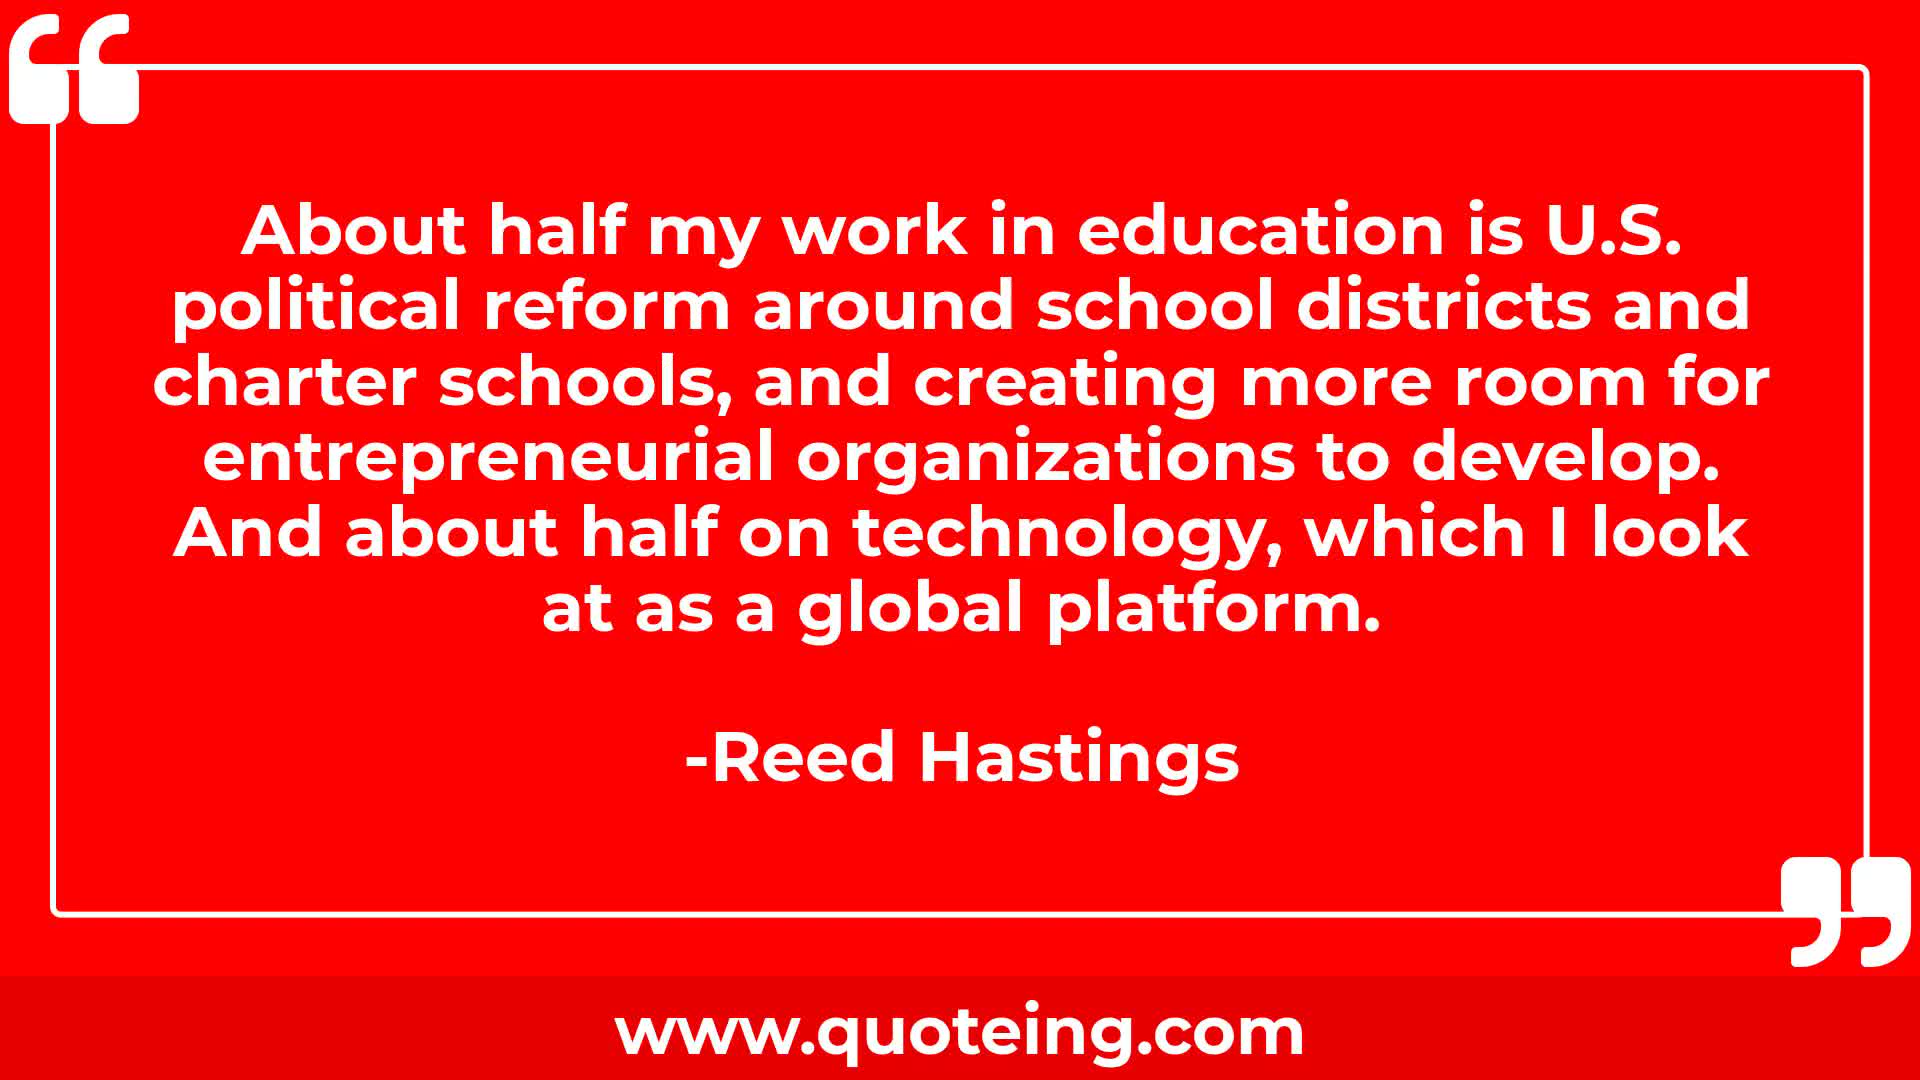 About half my work in education is U.S.
political reform around school districts and
charter schools, and creating more room for
entrepreneurial organizations to develop.
And about half on technology, which I look
at as a global platform.
-Reed Hastings
www.quoteing.com